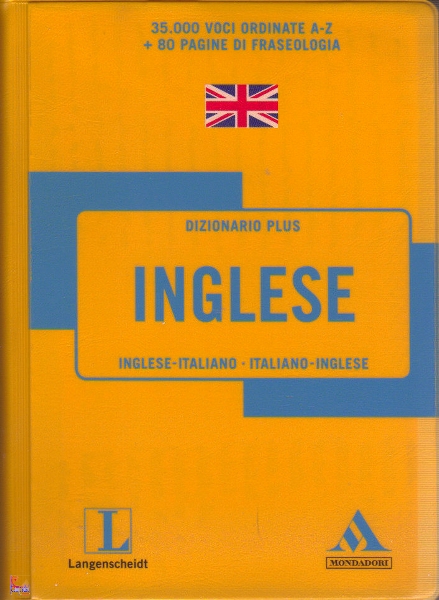 35.000 VOCI ORDINATE A-Z
+ 80 PAGINE DI FRASEOLOGIA
DIZIONARIO PLUS
INGLESE
INGLESE-ITALIANO · ITALIANO-INGLESE
L
Langenscheidt
MONDADORI